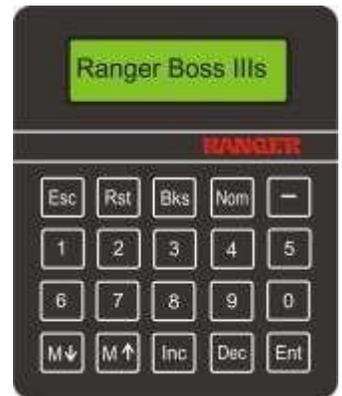 Ranger Boss IIIs
RANGER
Esc Rst Bks Nom —
1 2 3 4 5
6 7 8 9 0
M↓ M↑ Inc Dec Ent